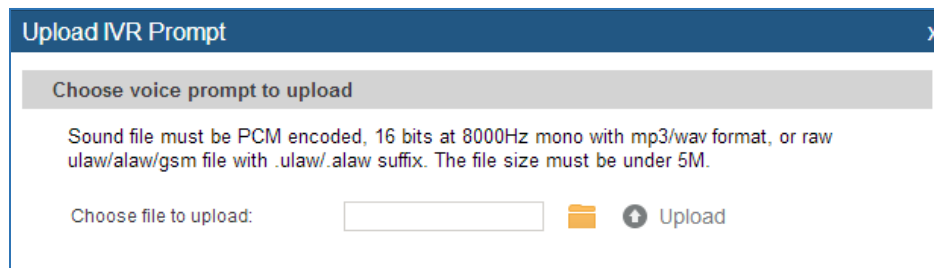 Upload IVR Prompt x
Choose voice prompt to upload
Sound file must be PCM encoded, 16 bits at 8000Hz mono with mp3/wav format, or raw
ulaw/alaw/gsm file with .ulaw/.alaw suffix. The file size must be under 5M.
Choose file to upload: Upload